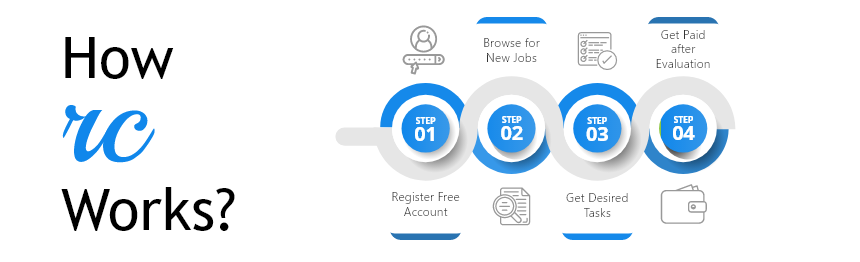 How
rc
Works?
STEP
01
Register Free
Account
Browse for
New Jobs
STEP
02
STEP
03
Get Desired
Tasks
Get Paid
after
Evaluation
STEP
04